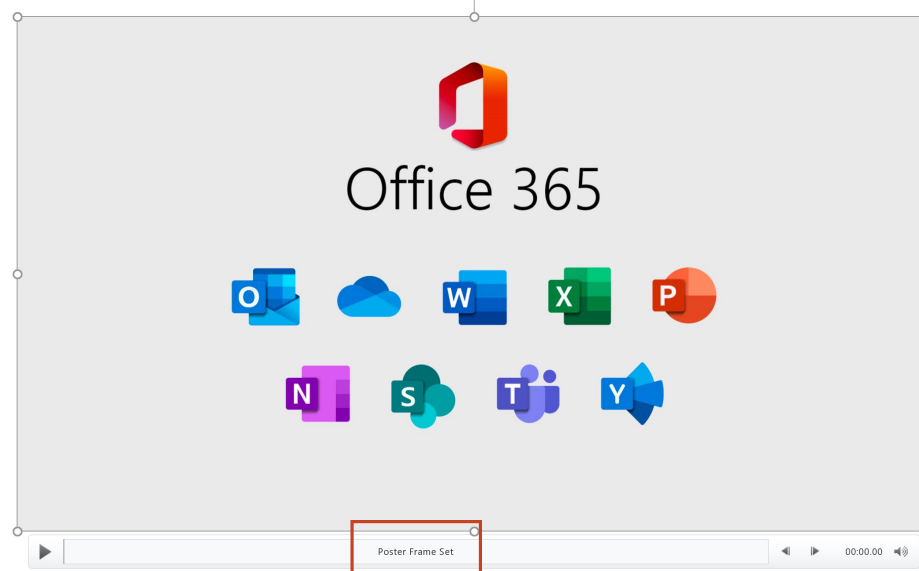 Office 365
O
W
X
P
N
S
T
Y
Poster Frame Set
00:00.00